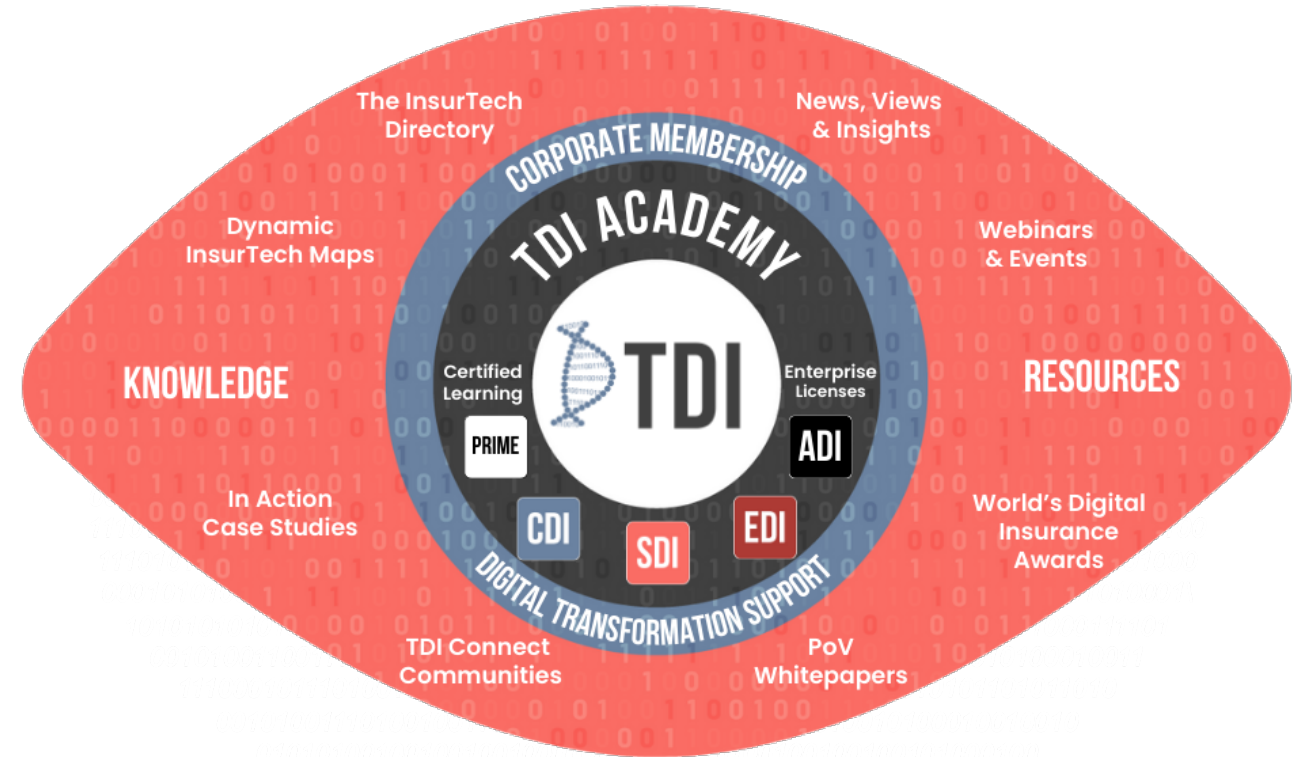 The InsurTech
Directory
News, Views
& Insights
CORPORATE MEMBERSHIP
TDI ACADEMY
Dynamic
InsurTech Maps
Webinars
& Events
KNOWLEDGE
Certified
Learning
TDI
Enterprise
Licenses
RESOURCES
PRIME
ADI
CDI
SDI
EDI
In Action
Case Studies
World's Digital
Insurance
Awards
DIGITAL TRANSFORMATION SUPPORT
TDI Connect
Communities
PoV
Whitepapers